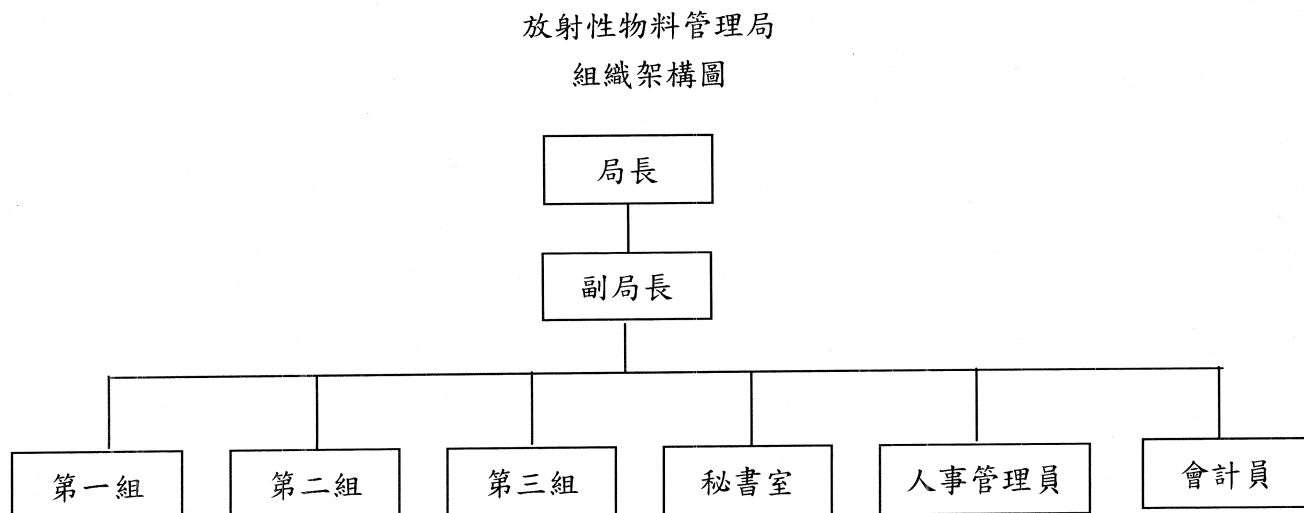 放射性物料管理局
組織架構圖
局長
副局長
第一組
第二組
第三組
秘書室
人事管理員
會計員